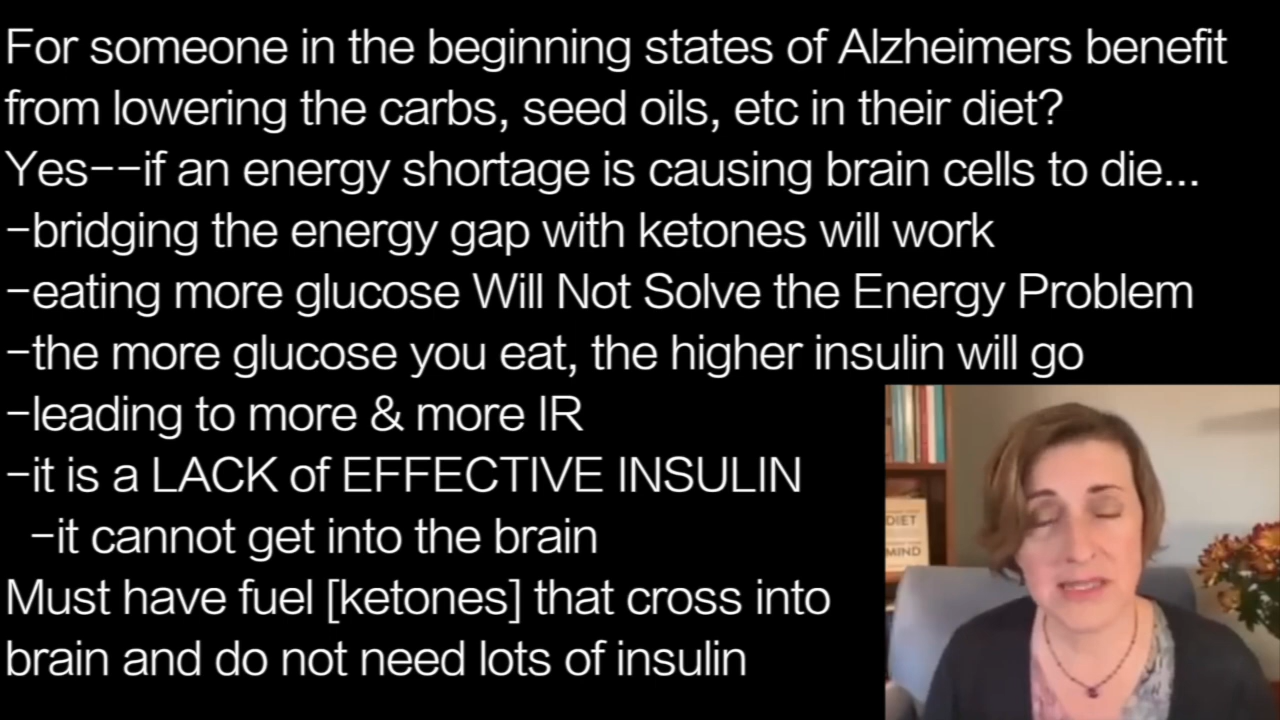 For someone in the beginning states of Alzheimers benefit
from lowering the carbs, seed oils, etc in their diet?
Yes--if an energy shortage is causing brain cells to die...
-bridging the energy gap with ketones will work
-eating more glucose Will Not Solve the Energy Problem
-the more glucose you eat, the higher insulin will go
-leading to more & more IR
-it is a LACK of EFFECTIVE INSULIN
-it cannot get into the brain
Must have fuel [ketones] that cross into
brain and do not need lots of insulin
DIET
MIND